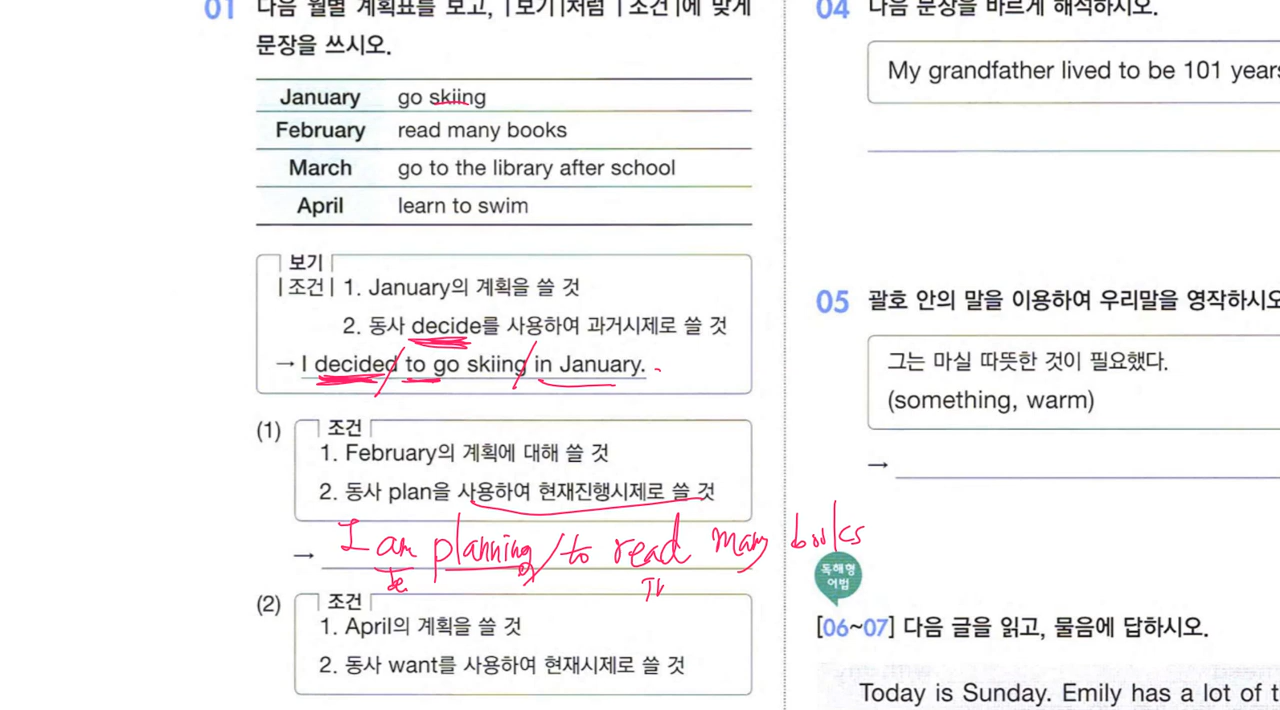 01 다음 월별 계획표를 보고, |보기|처럼 |조건|에 맞게
문장을 쓰시오.
January go skiing
February read many books
March go to the library after school
April learn to swim
보기
|조건| 1. January의 계획을 쓸 것
2. 동사 decide를 사용하여 과거시제로 쓸 것
→ I decided to go skiing in January.
(1) 조건
1. February의 계획에 대해 쓸 것
2. 동사 plan을 사용하여 현재진행시제로 쓸 것
→ I am planning / to read many books
(2) 조건
1. April의 계획을 쓸 것
2. 동사 want를 사용하여 현재시제로 쓸 것
04 다음 문장을 바르게 해석하시오.
My grandfather lived to be 101 years
05 괄호 안의 말을 이용하여 우리말을 영작하시오
그는 마실 따뜻한 것이 필요했다.
(something, warm)
→
독해형
어법
[06~07] 다음 글을 읽고, 물음에 답하시오.
Today is Sunday. Emily has a lot of t